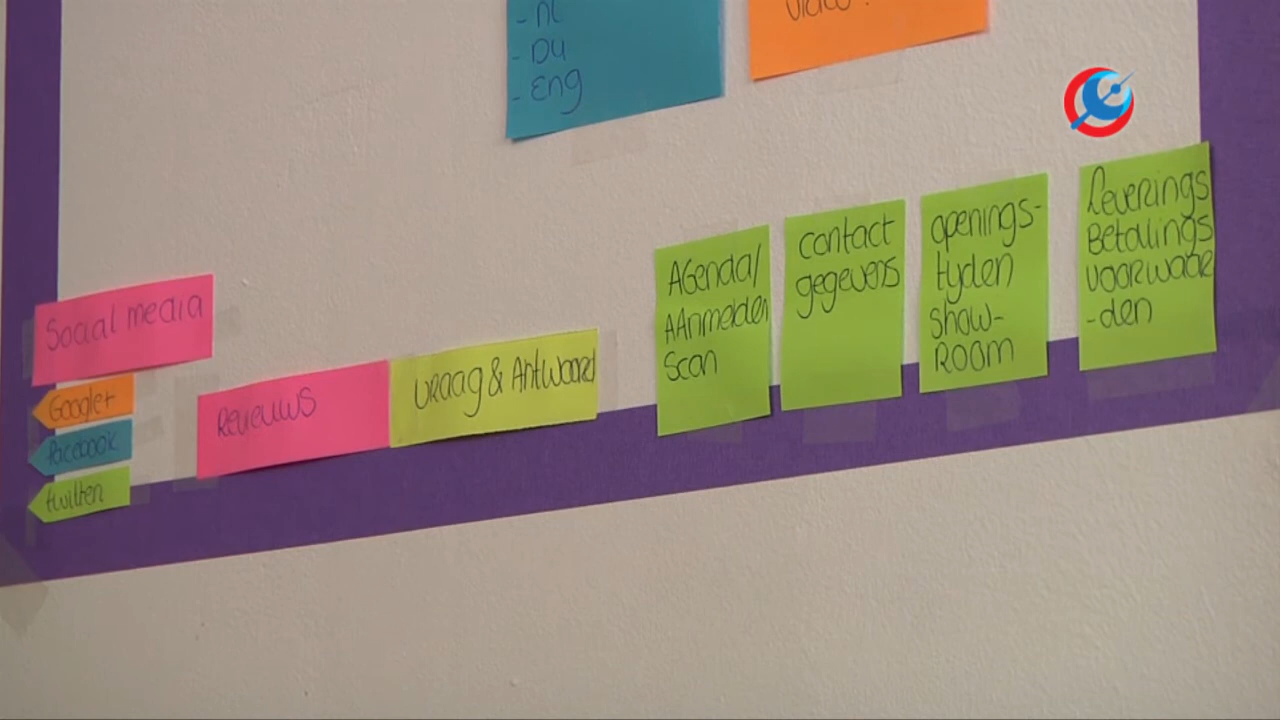 - nl
- Du
- Eng
video?
Social media
Google+
facebook
twitter
Reviews
vraag & Antwoord
AGenda/
AAnmelden
Scan
contact
gegevens
openings-
tyden
show-
ROOM
Leverings
Betalings
voorwaar
-den